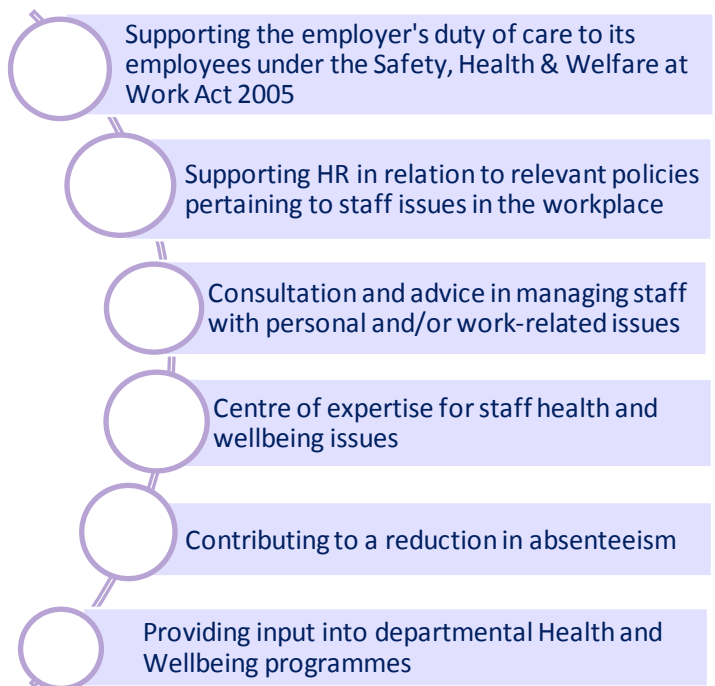 Supporting the employer's duty of care to its
employees under the Safety, Health & Welfare at
Work Act 2005
Supporting HR in relation to relevant policies
pertaining to staff issues in the workplace
Consultation and advice in managing staff
with personal and/or work-related issues
Centre of expertise for staff health and
wellbeing issues
Contributing to a reduction in absenteeism
Providing input into departmental Health and
Wellbeing programmes